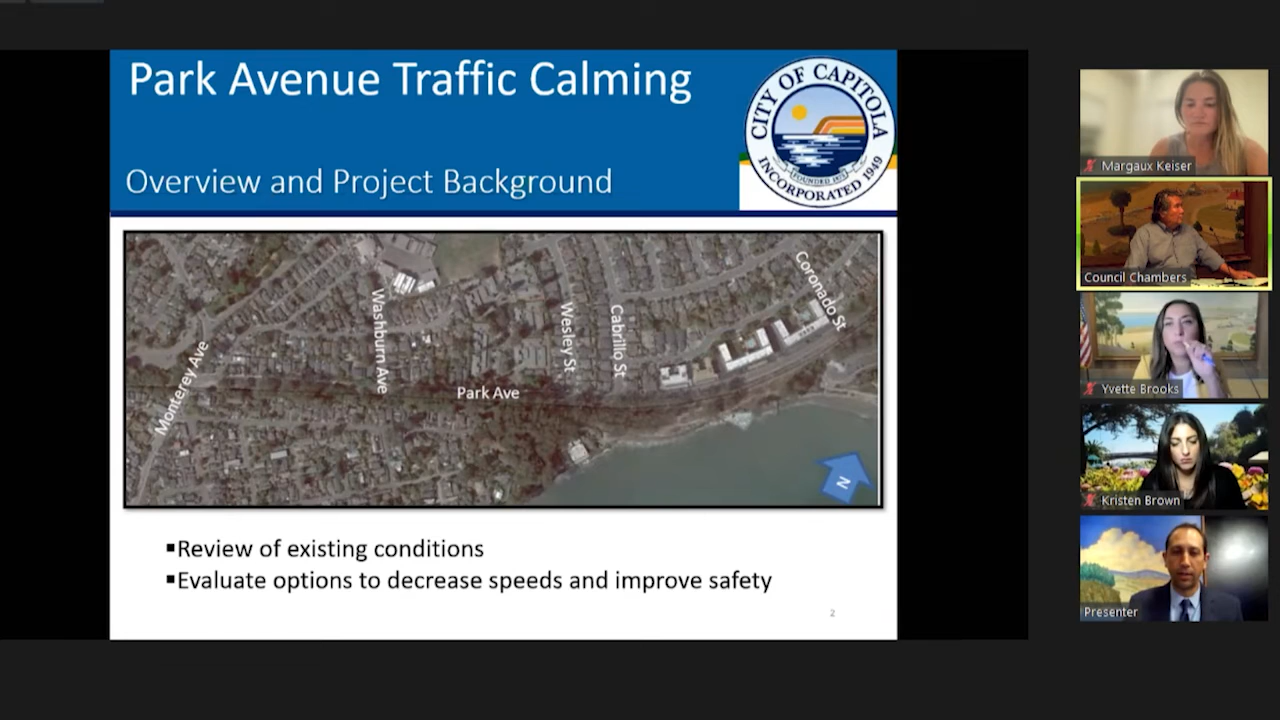 Park Avenue Traffic Calming
Overview and Project Background
CITY OF CAPITOLA
INCORPORATED 1949
Coronado St
Washburn Ave
Wesley St
Cabrillo St
Monterey Ave
Park Ave
N
▪Review of existing conditions
▪Evaluate options to decrease speeds and improve safety
2
Margaux Keiser
Council Chambers
Yvette Brooks
Kristen Brown
Presenter